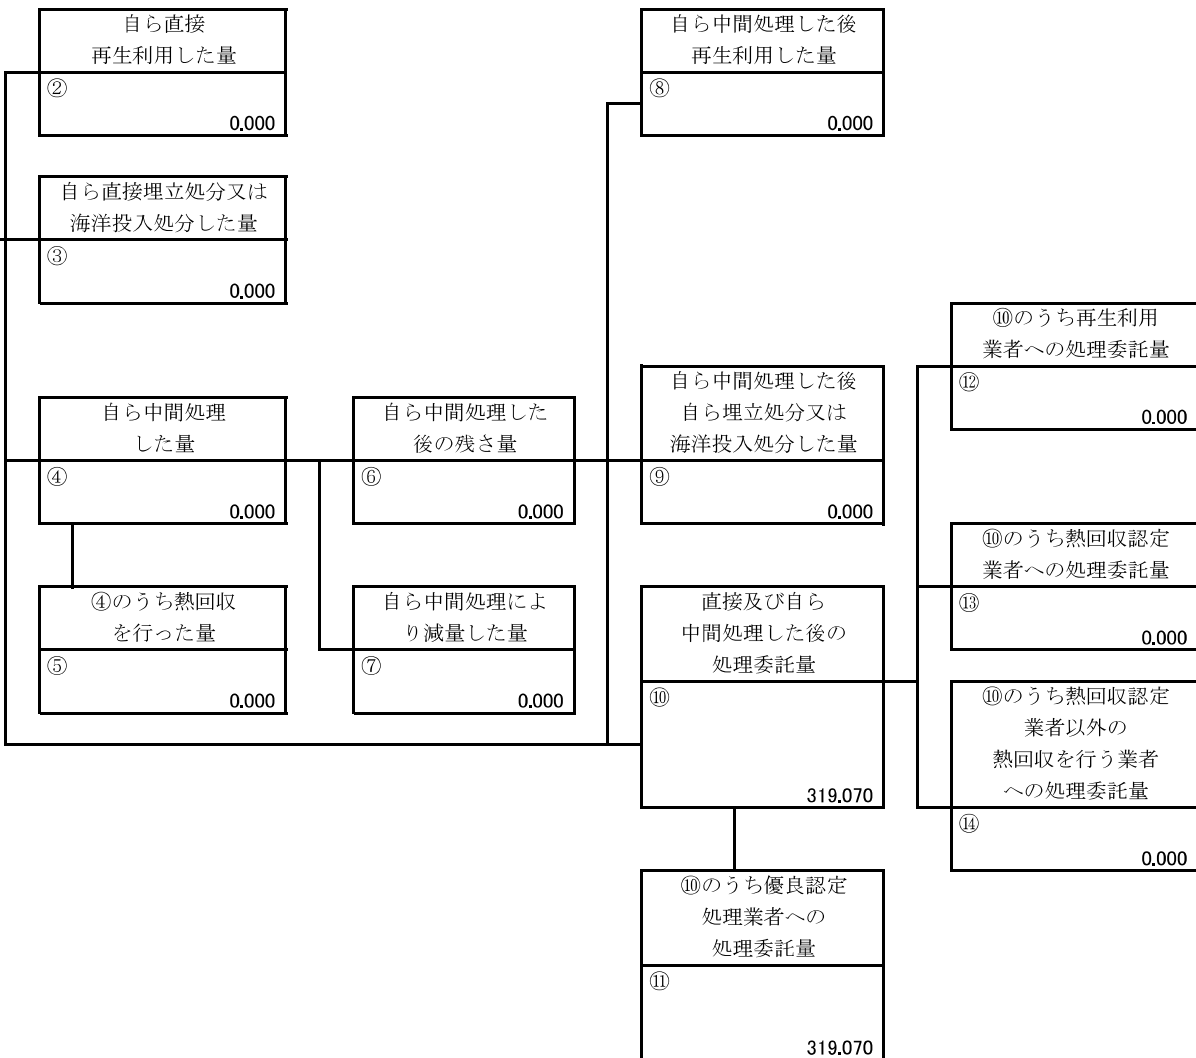 自ら直接
再生利用した量
②
0.000
自ら中間処理した後
再生利用した量
⑧
0.000
自ら直接埋立処分又は
海洋投入処分した量
③
0.000
⑩のうち再生利用
業者への処理委託量
⑫
0.000
自ら中間処理
した量
④
0.000
自ら中間処理した
後の残さ量
⑥
0.000
自ら中間処理した後
自ら埋立処分又は
海洋投入処分した量
⑨
0.000
⑩のうち熱回収認定
業者への処理委託量
⑬
0.000
④のうち熱回収
を行った量
⑤
0.000
自ら中間処理によ
り減量した量
⑦
0.000
直接及び自ら
中間処理した後の
処理委託量
⑩
319.070
⑩のうち熱回収認定
業者以外の
熱回収を行う業者
への処理委託量
⑭
0.000
⑩のうち優良認定
処理業者への
処理委託量
⑪
319.070